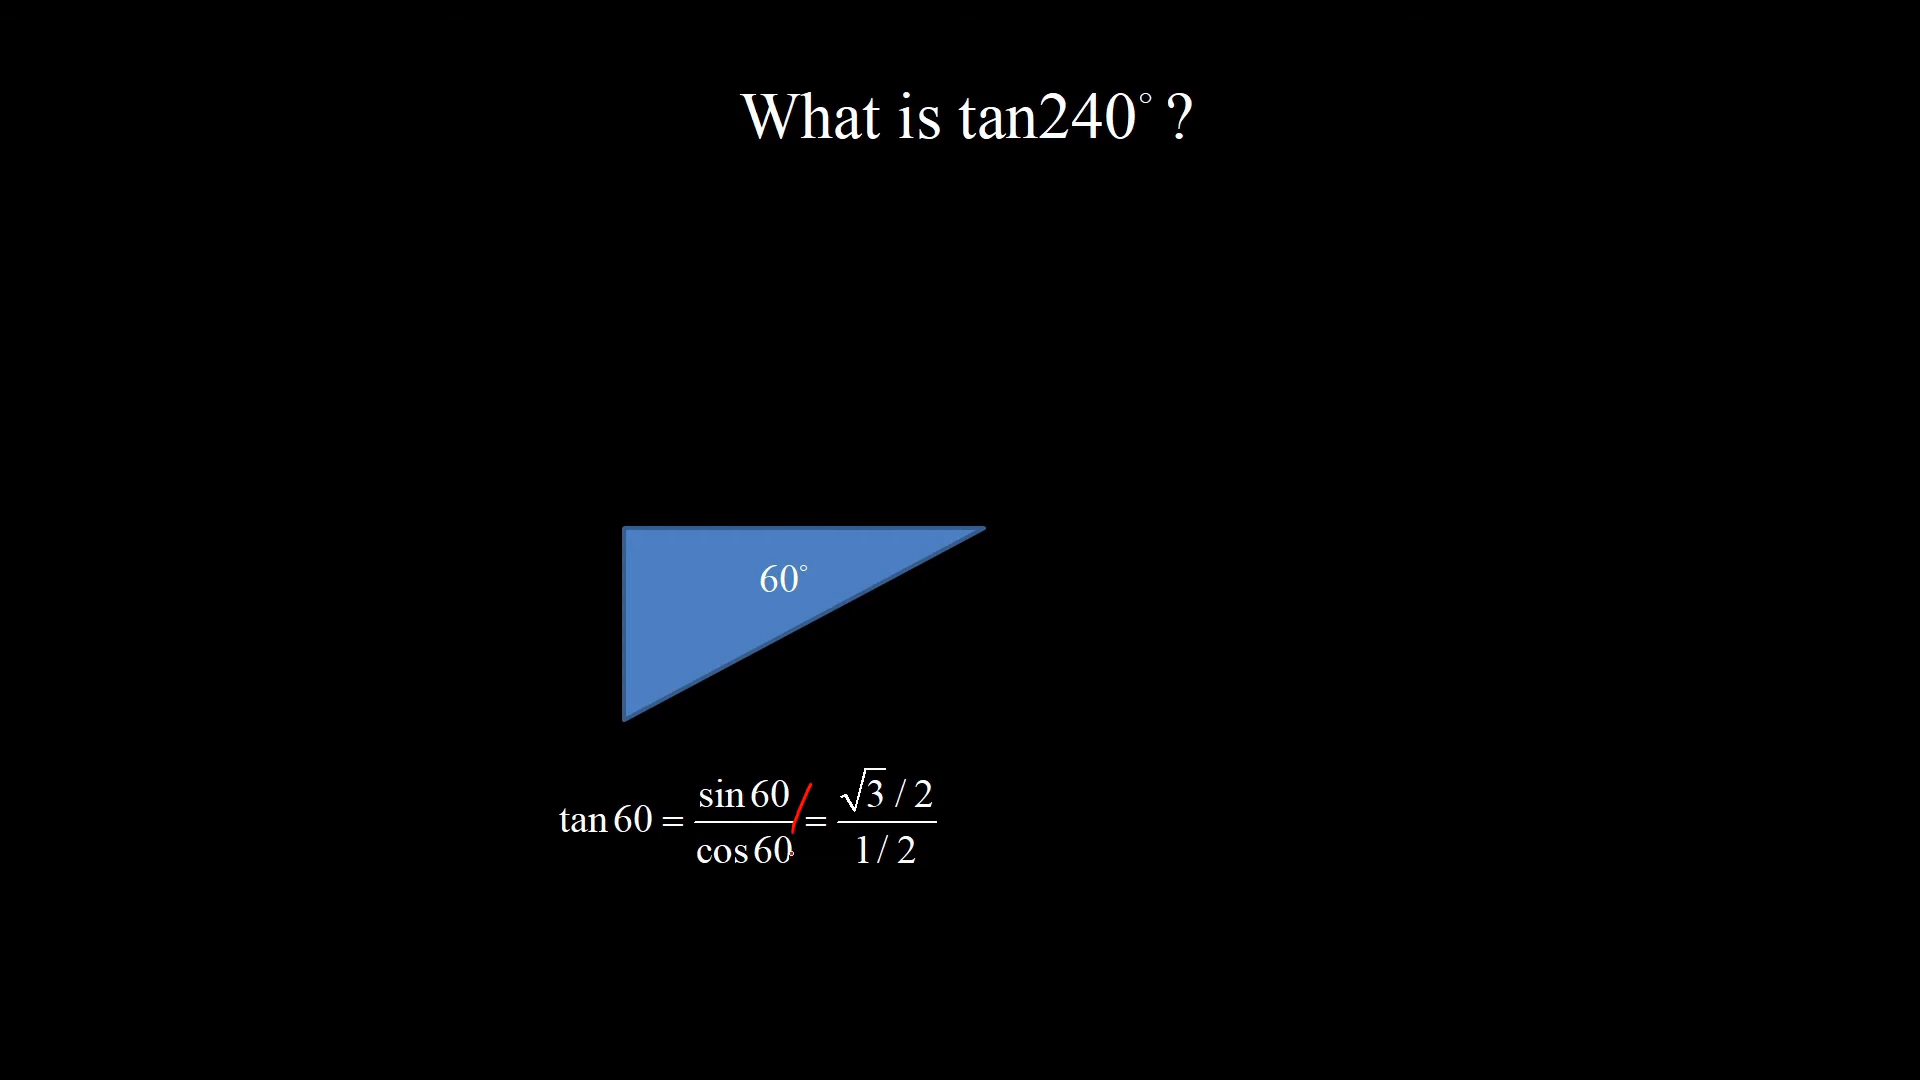 What is tan240° ?
60°
tan 60 = sin 60 / cos 60 = √3 / 2 / 1 / 2